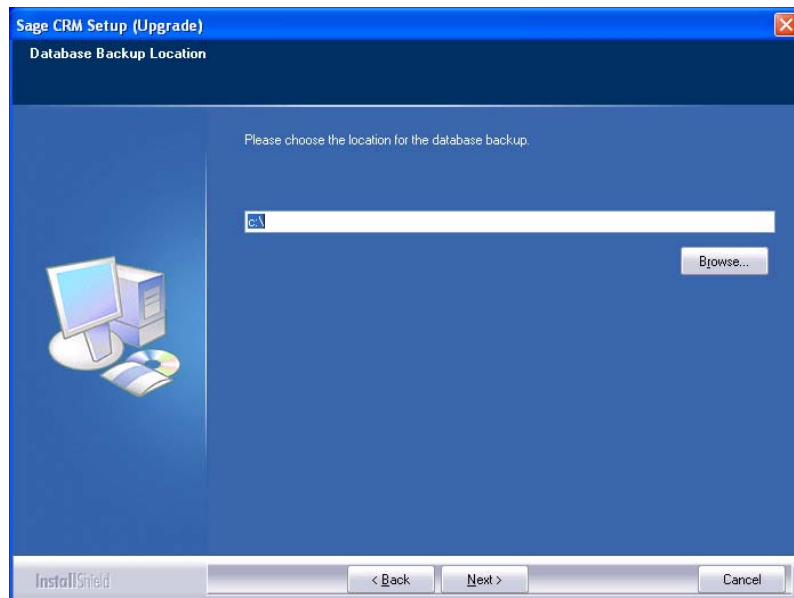 Sage CRM Setup (Upgrade)
Database Backup Location
Please choose the location for the database backup.
c:\
Browse...
InstallShield
< Back
Next >
Cancel